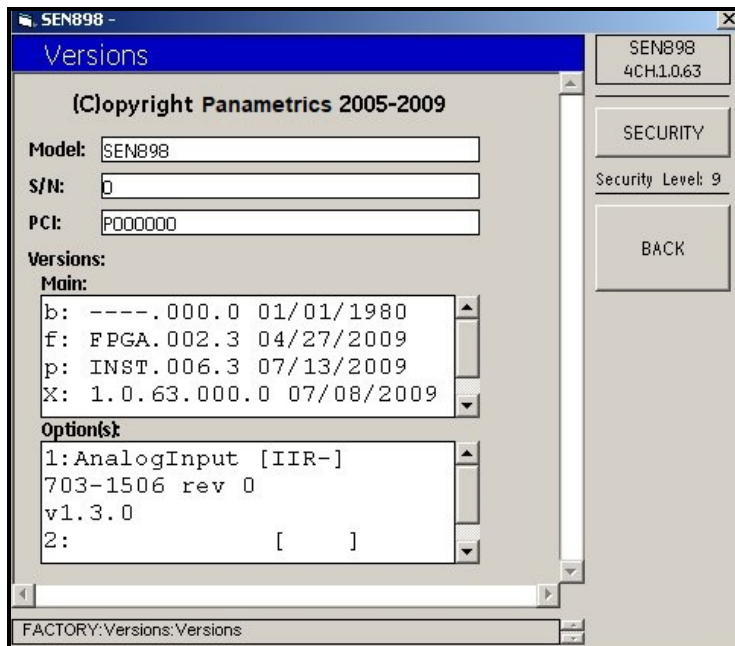 SEN898 -
Versions
(C)opyright Panametrics 2005-2009
Model: SEN898
S/N: 0
PCI: P000000
Versions:
Main:
b: ----.000.0 01/01/1980
f: FPGA.002.3 04/27/2009
p: INST.006.3 07/13/2009
X: 1.0.63.000.0 07/08/2009
Option(s):
1:AnalogInput [IIR-]
703-1506 rev 0
v1.3.0
2: [ ]
FACTORY:Versions:Versions
SEN898
4CH.1.0.63
SECURITY
Security Level: 9
BACK